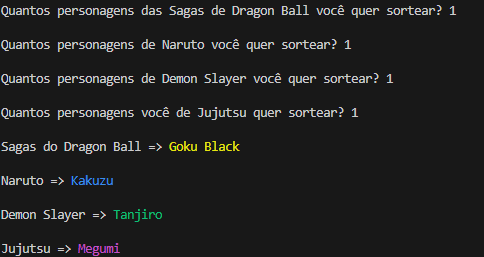 Quantos personagens das Sagas de Dragon Ball você quer sortear? 1
Quantos personagens de Naruto você quer sortear? 1
Quantos personagens de Demon Slayer você quer sortear? 1
Quantos personagens você de Jujutsu quer sortear? 1
Sagas do Dragon Ball => Goku Black
Naruto => Kakuzu
Demon Slayer => Tanjiro
Jujutsu => Megumi